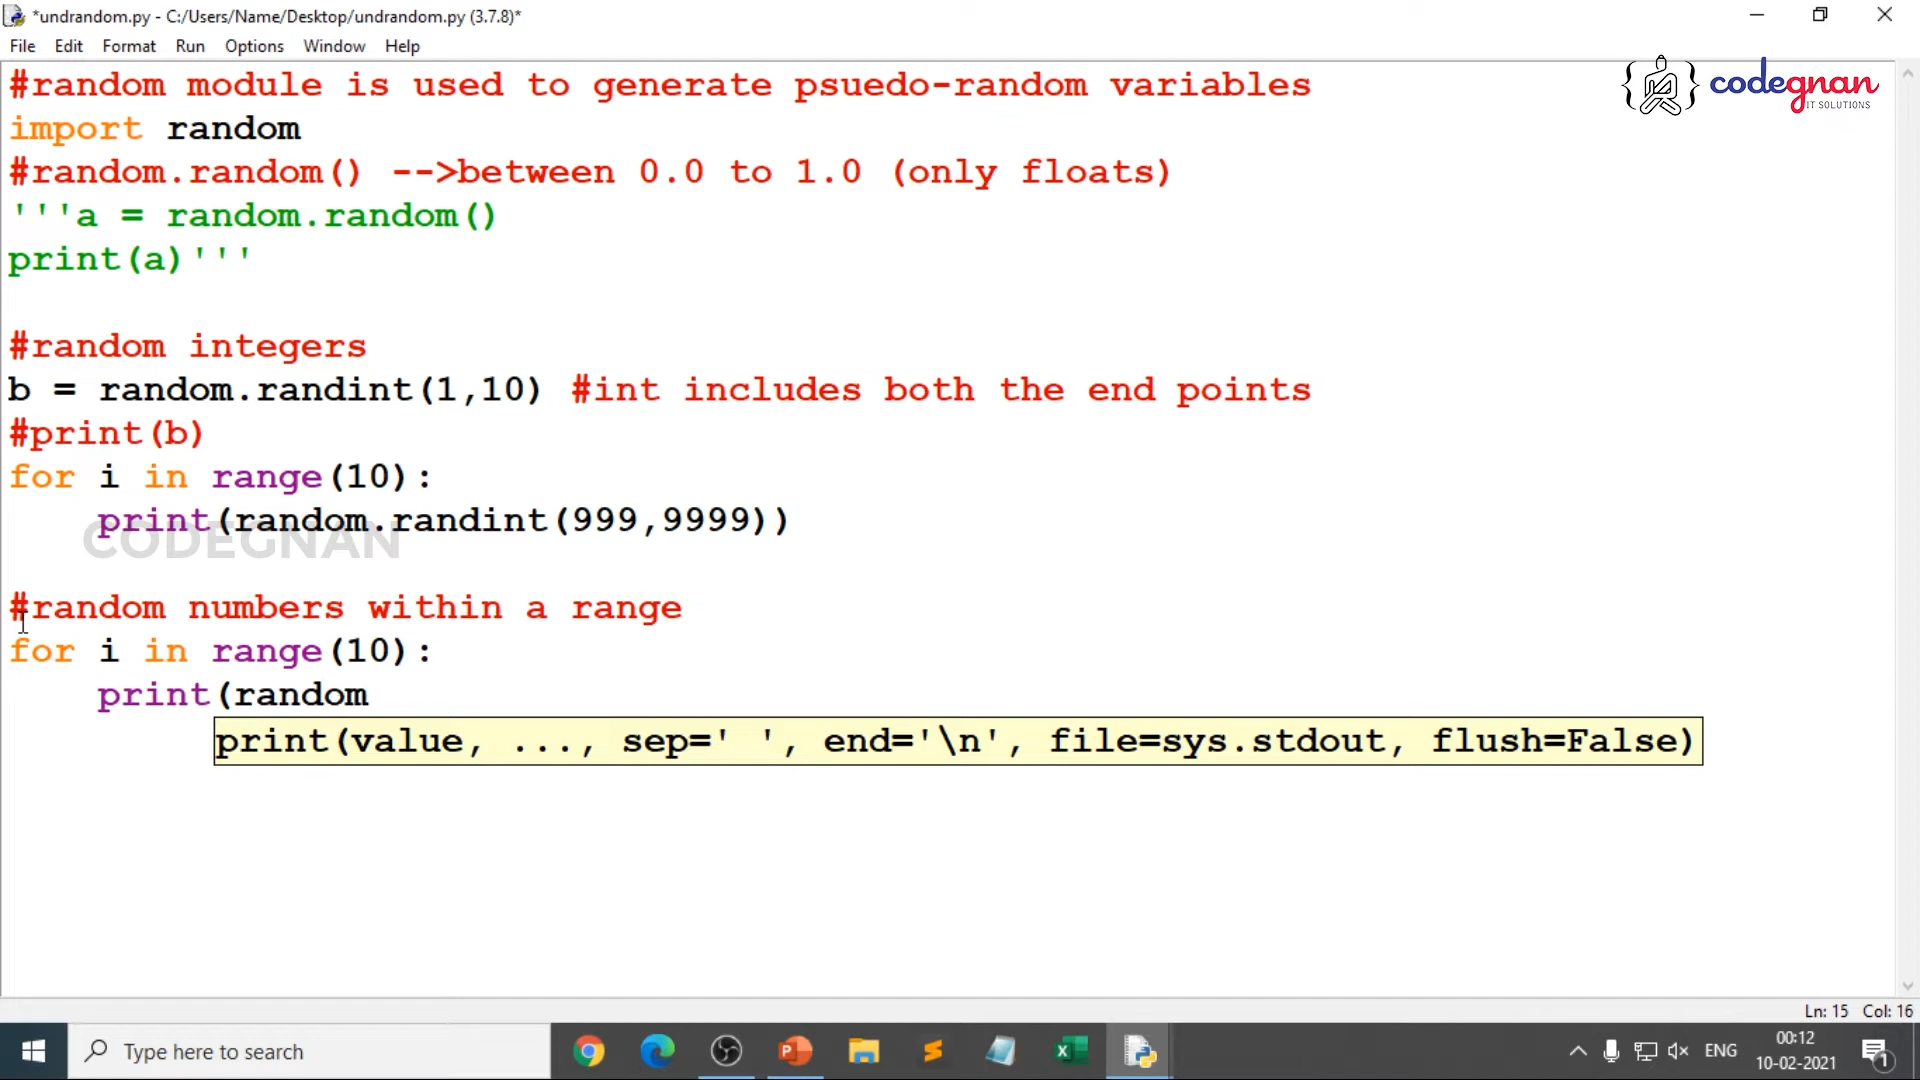 *undrandom.py - C:/Users/Name/Desktop/undrandom.py (3.7.8)*
File Edit Format Run Options Window Help
codegnan
IT SOLUTIONS
#random module is used to generate psuedo-random variables
import random
#random.random() -->between 0.0 to 1.0 (only floats)
'''a = random.random()
print(a)'''
#random integers
b = random.randint(1,10) #int includes both the end points
#print(b)
for i in range(10):
    print(random.randint(999,9999))
CODEGNAN
#random numbers within a range
for i in range(10):
    print(random
print(value, ..., sep=' ', end='\n', file=sys.stdout, flush=False)
Ln: 15 Col: 16
Type here to search
ENG
00:12
10-02-2021
1